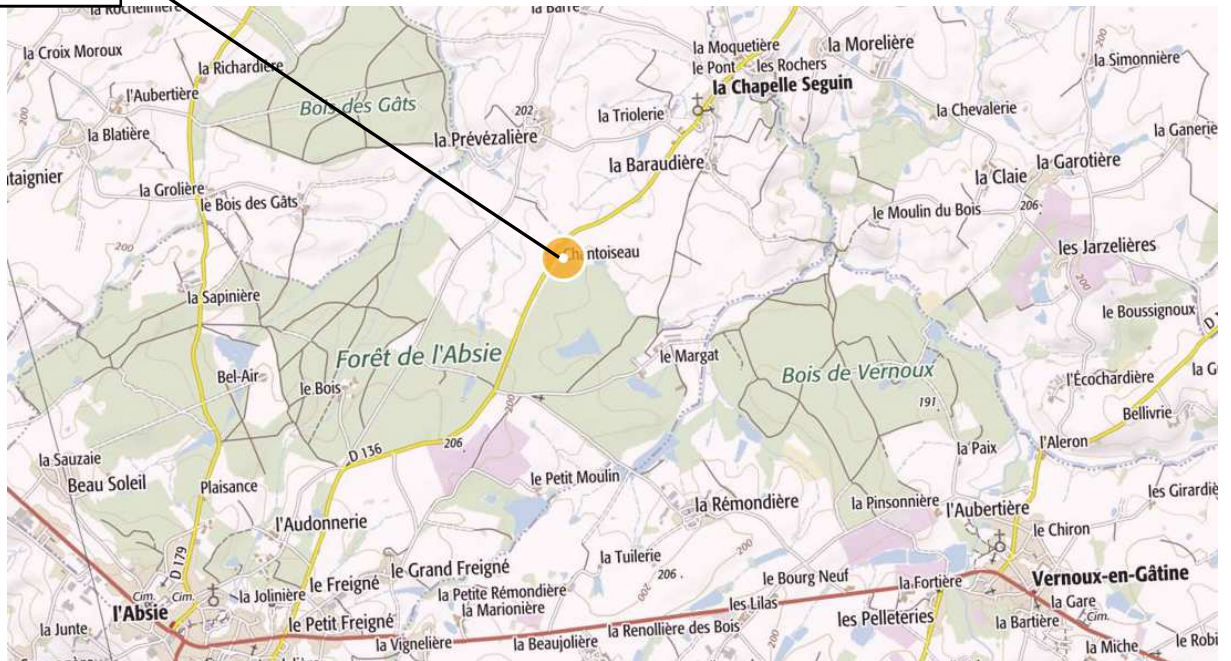 la Barre
la Croix Moroux
la Moquetière
la Morelière
le Pont
les Rochers
la Simonnière
la Richardière
la Chapelle Seguin
l'Aubertière
Bois des Gâts
202
la Triolerie
la Chevalerie
200
200
la Blatière
la Prévézalière
la Ganerie
la Baraudière
la Garotière
taignier
la Claie
la Grolière
le Bois des Gâts
le Moulin du Bois
206
200
les Jarzelières
Chantoiseau
200
la Sapinière
le Boussignoux
D 1
Forêt de l'Absie
le Margat
Bois de Vernoux
Bel-Air
le Bois
l'Écochardière
la G
191
200
Bellivrie
D 136
206
la Paix
l'Aleron
la Sauzaie
Beau Soleil
Plaisance
le Petit Moulin
la Rémondière
la Pinsonnière
les Girardiè
l'Audonnerie
l'Aubertière
le Chiron
D 179
la Tuilerie
200
le Grand Freigné
206
200
le Bourg Neuf
la Fortière
Vernoux-en-Gâtine
le Freigné
la Petite Rémondière
la Gare
Cim.
Cim.
la Jolinière
la Marionière
les Lilas
l'Absie
le Petit Freigné
la Renollière des Bois
les Pelleteries
la Bartière
Cim.
la Junte
la Vignelière
la Beaujolière
la Miche
le Robi